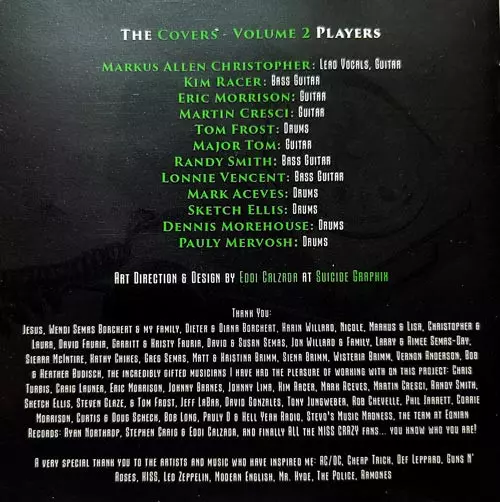 The Covers - Volume 2 Players
Markus Allen Christopher: Lead Vocals, Guitar
Kim Racer: Bass Guitar
Eric Morrison: Guitar
Martin Cresci: Guitar
Tom Frost: Drums
Major Tom: Guitar
Randy Smith: Bass Guitar
Lonnie Vencent: Bass Guitar
Mark Aceves: Drums
Sketch Ellis: Drums
Dennis Morehouse: Drums
Pauly Mervosh: Drums
Art Direction & Design by Eddi Calzada at Suicide Graphix
Thank You:
Jesus, Wendi Semas Borchert & my family, Dieter & Diana Borchert, Karin Willard, Nicole, Markus & Lisa, Christopher &
Laura, David Fauria, Garritt & Kristy Fauria, David & Susan Semas, Jon Willard & Family, Larry & Aimee Semas-Day,
Sierra McIntire, Kathy Chikes, Greg Semas, Matt & Kristina Brimm, Siena Brimm, Wisteria Brimm, Vernon Anderson, Bob
& Heather Budisch, the incredibly gifted musicians I have had the pleasure of working with on this project: Chris
Turbis, Craig Launer, Eric Morrison, Johnny Barnes, Johnny Lima, Kim Racer, Mark Aceves, Martin Cresci, Randy Smith,
Sketch Ellis, Steven Glaze, & Tom Frost, Jeff LaBar, David Gonzales, Tony Jungweber, Rob Chevelle, Phil Jarrett, Corrie
Morrison, Curtis & Doug Scheck, Bob Long, Pauly D & Hell Yeah Radio, Stevo's Music Madness, the team at Eonian
Records: Ryan Northrop, Stephen Craig & Eddi Calzada, and finally ALL the MISS CRAZY fans... you know who you are!
A very special thank you to the artists and music who have inspired me: AC/DC, Cheap Trick, Def Leppard, Guns N'
Roses, KISS, Led Zeppelin, Modern English, Mr. Hyde, The Police, Ramones